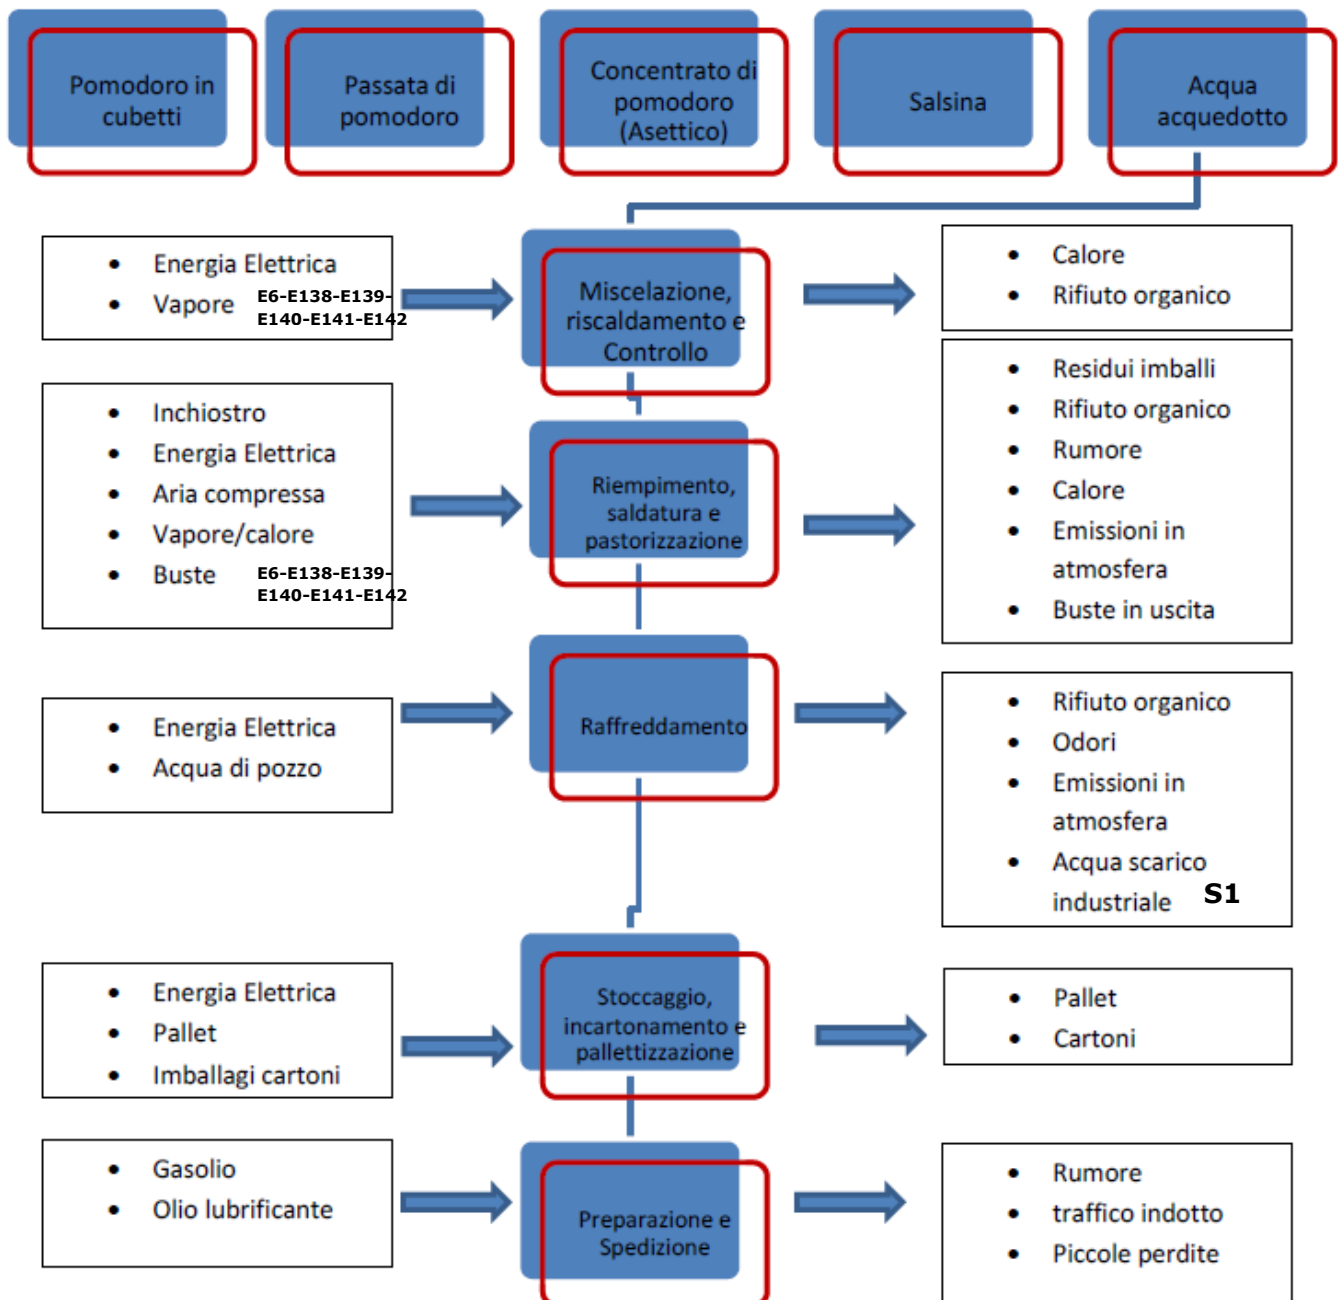 Pomodoro in
cubetti
Passata di
pomodoro
Concentrato di
pomodoro
(Asettico)
Salsina
Acqua
acquedotto
• Energia Elettrica
• Vapore E6-E138-E139-
E140-E141-E142
Miscelazione,
riscaldamento e
Controllo
• Calore
• Rifiuto organico
• Inchiostro
• Energia Elettrica
• Aria compressa
• Vapore/calore
• Buste E6-E138-E139-
E140-E141-E142
Riempimento,
saldatura e
pastorizzazione
• Residui imballi
• Rifiuto organico
• Rumore
• Calore
• Emissioni in
atmosfera
• Buste in uscita
• Energia Elettrica
• Acqua di pozzo
Raffreddamento
• Rifiuto organico
• Odori
• Emissioni in
atmosfera
• Acqua scarico
industriale S1
• Energia Elettrica
• Pallet
• Imballagi cartoni
Stoccaggio,
incartonamento e
pallettizzazione
• Pallet
• Cartoni
• Gasolio
• Olio lubrificante
Preparazione e
Spedizione
• Rumore
• traffico indotto
• Piccole perdite